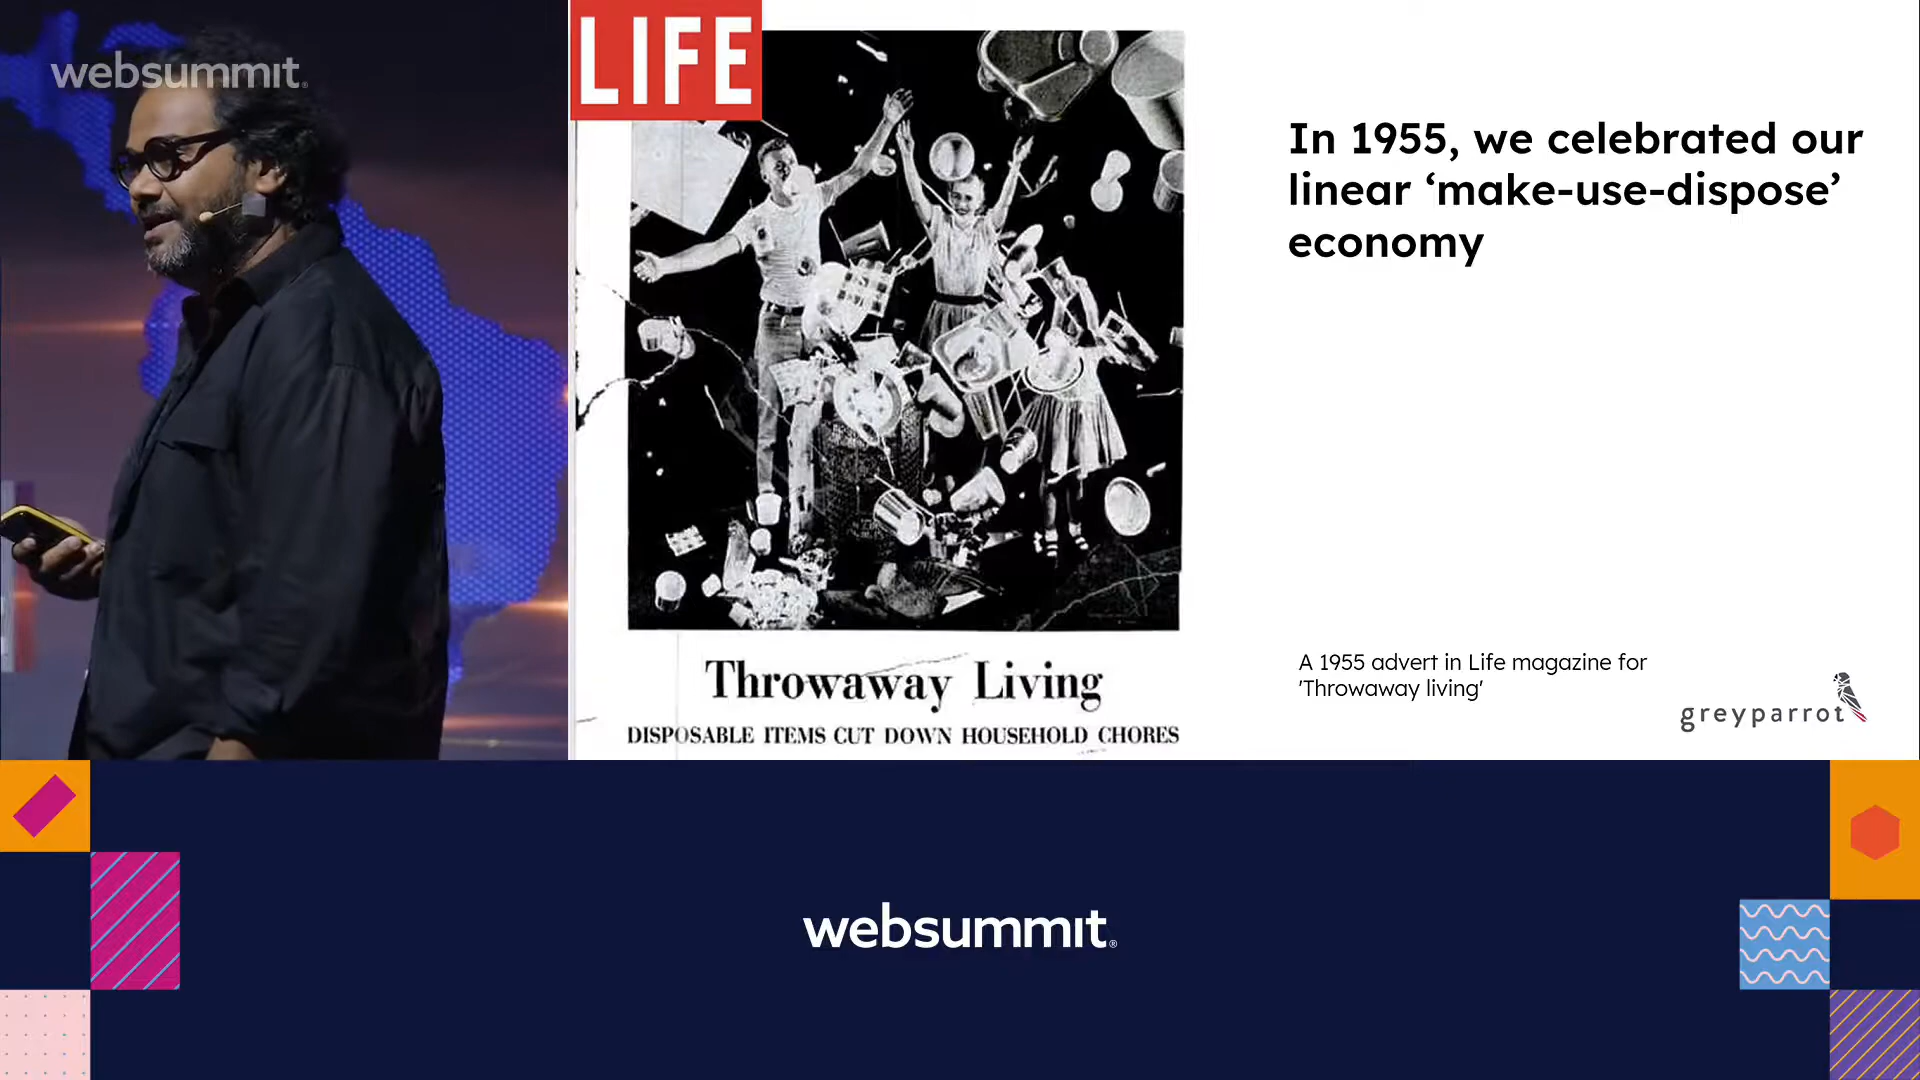 websummit
LIFE
In 1955, we celebrated our
linear ‘make-use-dispose’
economy
Throwaway Living
DISPOSABLE ITEMS CUT DOWN HOUSEHOLD CHORES
A 1955 advert in Life magazine for
'Throwaway living'
greyparrot
websummit®